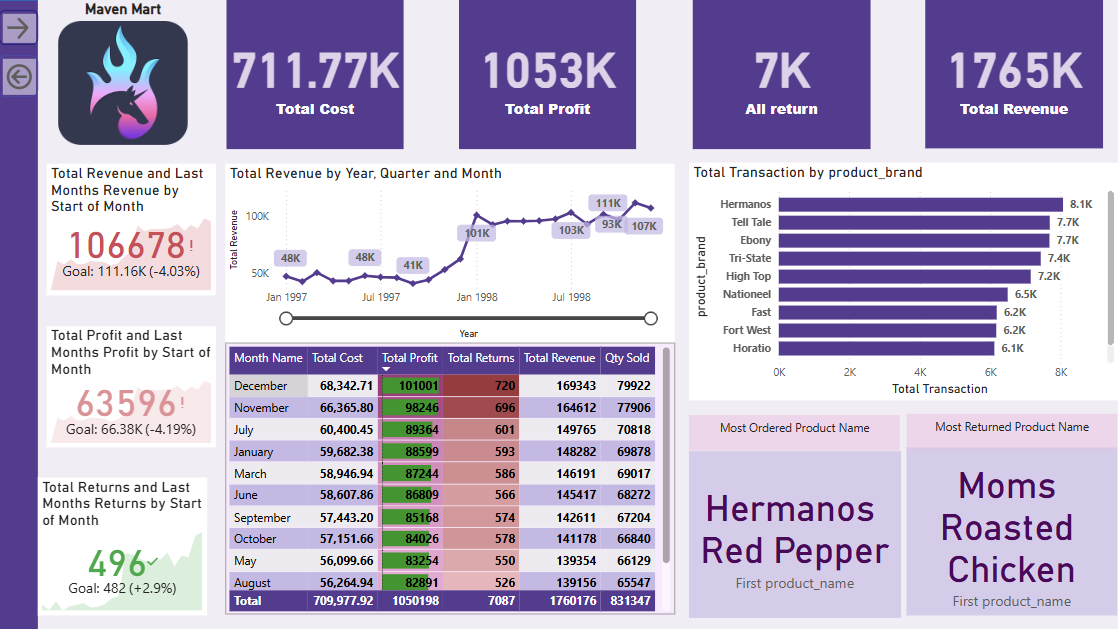 Maven Mart
711.77K
Total Cost
1053K
Total Profit
7K
All return
1765K
Total Revenue
Total Revenue and Last
Months Revenue by
Start of Month
106678!
Goal: 111.16K (-4.03%)
Total Profit and Last
Months Profit by Start of
Month
63596!
Goal: 66.38K (-4.19%)
Total Returns and Last
Months Returns by Start
of Month
496
Goal: 482 (+2.9%)
Total Revenue by Year, Quarter and Month
Total Revenue
100K
50K
48K
48K
41K
101K
103K
111K
93K
107K
Jan 1997
Jul 1997
Jan 1998
Jul 1998
Year
Month Name Total Cost Total Profit Total Returns Total Revenue Qty Sold
December 68,342.71 101001 720 169343 79922
November 66,365.80 98246 696 164612 77906
July 60,400.45 89364 601 149765 70818
January 59,682.38 88599 593 148282 69878
March 58,946.94 87244 586 146191 69017
June 58,607.86 86809 566 145417 68272
September 57,443.20 85168 574 142611 67204
October 57,151.66 84026 578 141178 66840
May 56,099.66 83254 550 139354 66129
August 56,264.94 82891 526 139156 65547
Total 709,977.92 1050198 7087 1760176 831347
Total Transaction by product_brand
product_brand
Hermanos 8.1K
Tell Tale 7.7K
Ebony 7.7K
Tri-State 7.4K
High Top 7.2K
Nationeel 6.5K
Fast 6.2K
Fort West 6.2K
Horatio 6.1K
0K 2K 4K 6K 8K
Total Transaction
Most Ordered Product Name
Hermanos
Red Pepper
First product_name
Most Returned Product Name
Moms
Roasted
Chicken
First product_name